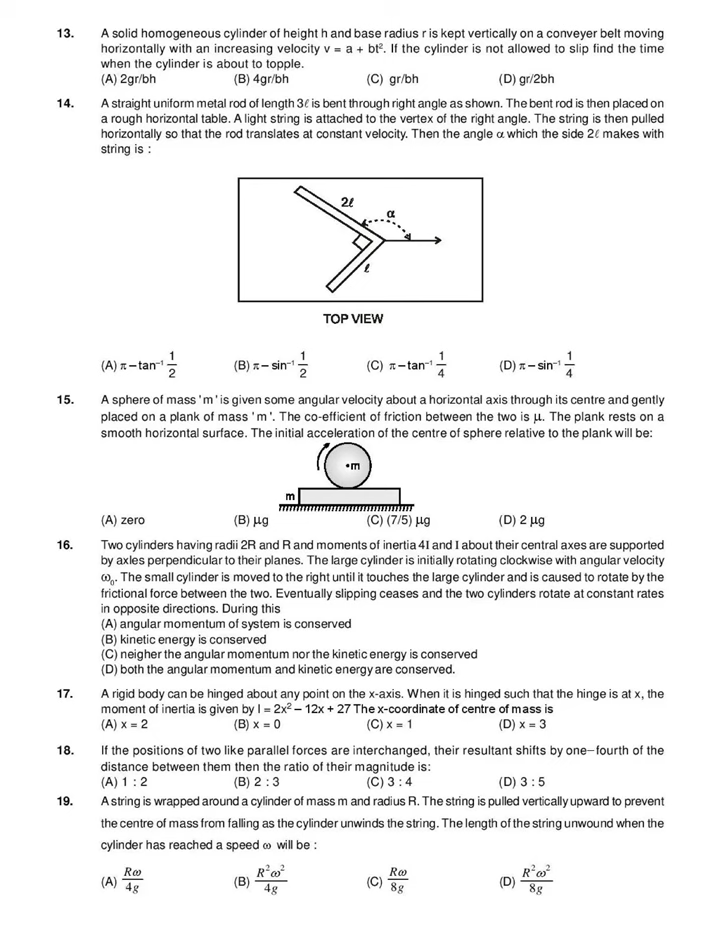 13. A solid homogeneous cylinder of height h and base radius r is kept vertically on a conveyer belt moving
horizontally with an increasing velocity v = a + bt². If the cylinder is not allowed to slip find the time
when the cylinder is about to topple.
(A) 2gr/bh (B) 4gr/bh (C) gr/bh (D) gr/2bh
14. A straight uniform metal rod of length 3ℓ is bent through right angle as shown. The bent rod is then placed on
a rough horizontal table. A light string is attached to the vertex of the right angle. The string is then pulled
horizontally so that the rod translates at constant velocity. Then the angle α which the side 2ℓ makes with
string is :
2ℓ
α
ℓ
TOP VIEW
(A) π – tan⁻¹ 1/2 (B) π – sin⁻¹ 1/2 (C) π – tan⁻¹ 1/4 (D) π – sin⁻¹ 1/4
15. A sphere of mass ' m ' is given some angular velocity about a horizontal axis through its centre and gently
placed on a plank of mass ' m '. The co-efficient of friction between the two is μ. The plank rests on a
smooth horizontal surface. The initial acceleration of the centre of sphere relative to the plank will be:
•m
m
(A) zero (B) μg (C) (7/5) μg (D) 2 μg
16. Two cylinders having radii 2R and R and moments of inertia 4I and I about their central axes are supported
by axles perpendicular to their planes. The large cylinder is initially rotating clockwise with angular velocity
ω₀. The small cylinder is moved to the right until it touches the large cylinder and is caused to rotate by the
frictional force between the two. Eventually slipping ceases and the two cylinders rotate at constant rates
in opposite directions. During this
(A) angular momentum of system is conserved
(B) kinetic energy is conserved
(C) neigher the angular momentum nor the kinetic energy is conserved
(D) both the angular momentum and kinetic energy are conserved.
17. A rigid body can be hinged about any point on the x-axis. When it is hinged such that the hinge is at x, the
moment of inertia is given by I = 2x² – 12x + 27 The x-coordinate of centre of mass is
(A) x = 2 (B) x = 0 (C) x = 1 (D) x = 3
18. If the positions of two like parallel forces are interchanged, their resultant shifts by one–fourth of the
distance between them then the ratio of their magnitude is:
(A) 1 : 2 (B) 2 : 3 (C) 3 : 4 (D) 3 : 5
19. A string is wrapped around a cylinder of mass m and radius R. The string is pulled vertically upward to prevent
the centre of mass from falling as the cylinder unwinds the string. The length of the string unwound when the
cylinder has reached a speed ω will be :
(A) Rω/4g (B) R²ω²/4g (C) Rω/8g (D) R²ω²/8g